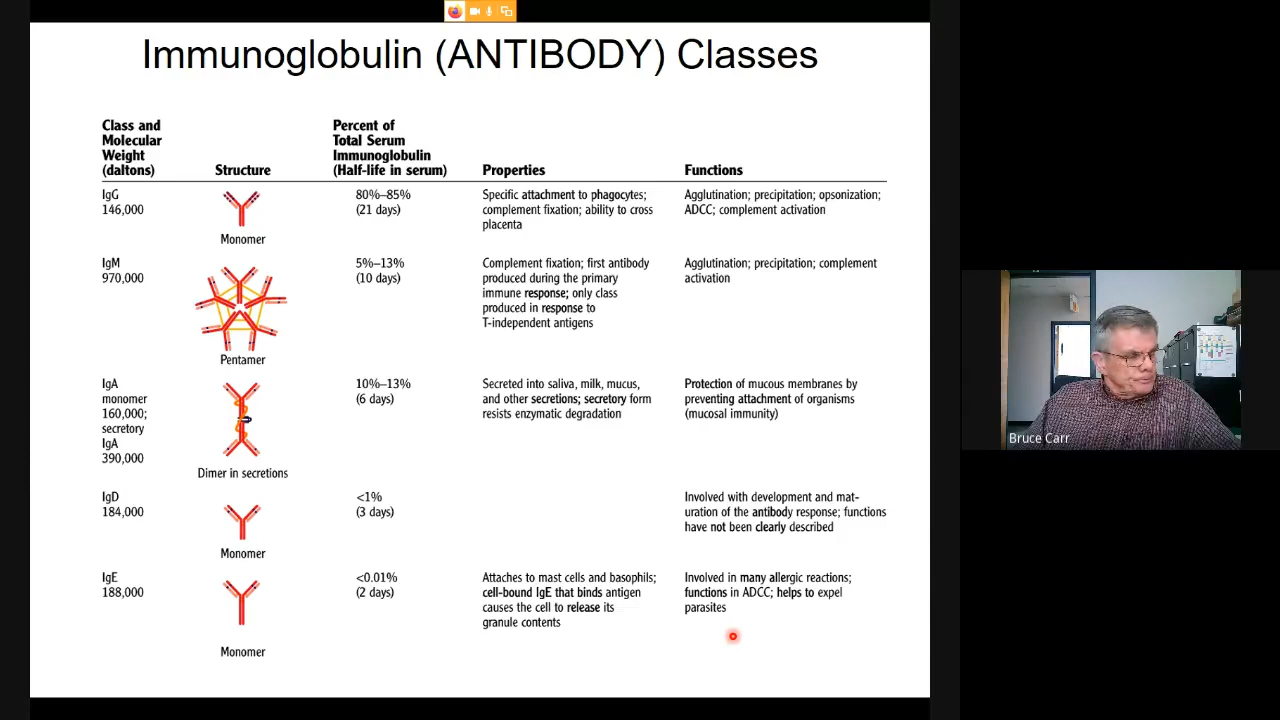 Immunoglobulin (ANTIBODY) Classes
Class and
Molecular
Weight
(daltons)
Structure
Percent of
Total Serum
Immunoglobulin
(Half-life in serum)
Properties
Functions
IgG
146,000
Monomer
80%–85%
(21 days)
Specific attachment to phagocytes;
complement fixation; ability to cross
placenta
Agglutination; precipitation; opsonization;
ADCC; complement activation
IgM
970,000
Pentamer
5%–13%
(10 days)
Complement fixation; first antibody
produced during the primary
immune response; only class
produced in response to
T-independent antigens
Agglutination; precipitation; complement
activation
IgA
monomer
160,000;
secretory
IgA
390,000
Dimer in secretions
10%–13%
(6 days)
Secreted into saliva, milk, mucus,
and other secretions; secretory form
resists enzymatic degradation
Protection of mucous membranes by
preventing attachment of organisms
(mucosal immunity)
IgD
184,000
Monomer
<1%
(3 days)
Involved with development and mat-
uration of the antibody response; functions
have not been clearly described
IgE
188,000
Monomer
<0.01%
(2 days)
Attaches to mast cells and basophils;
cell-bound IgE that binds antigen
causes the cell to release its
granule contents
Involved in many allergic reactions;
functions in ADCC; helps to expel
parasites
Bruce Carr